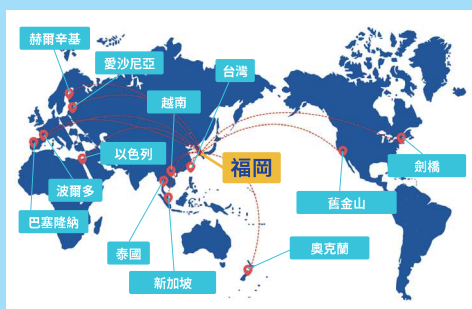 赫爾辛基
愛沙尼亞
台灣
越南
以色列
福岡
劍橋
波爾多
舊金山
巴塞隆納
泰國
奧克蘭
新加坡